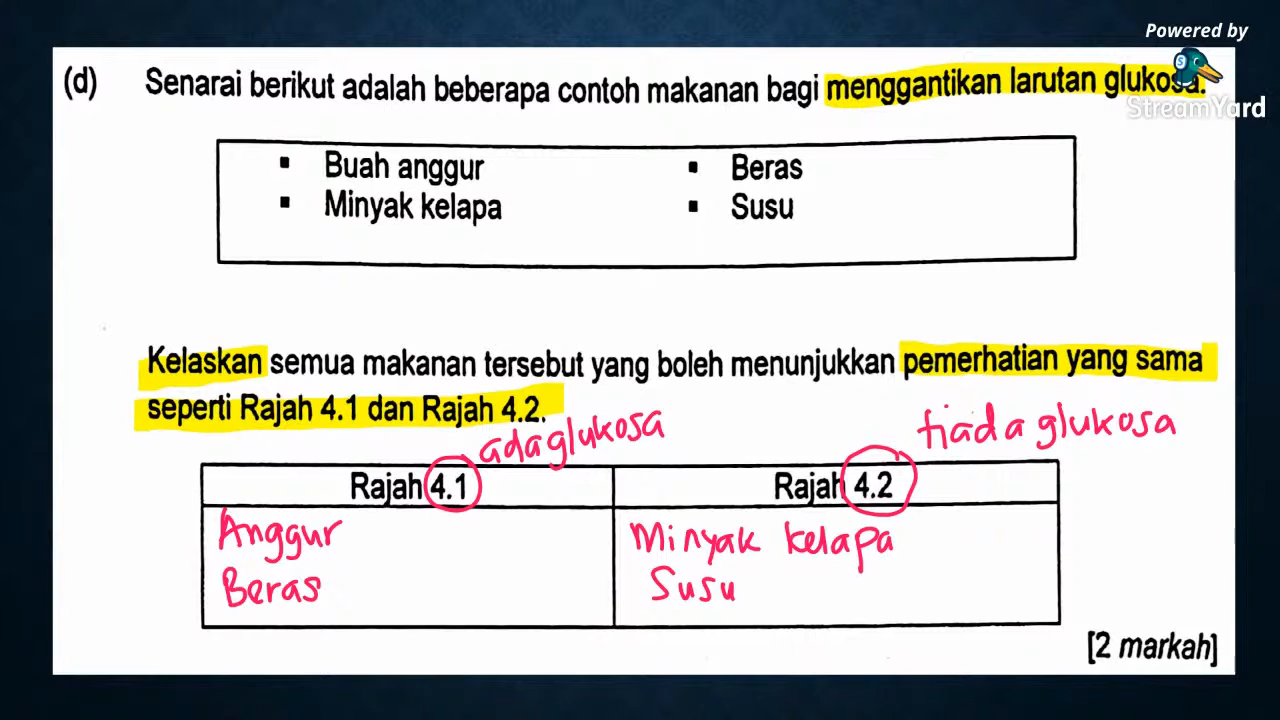 Powered by
StreamYard
(d) Senarai berikut adalah beberapa contoh makanan bagi menggantikan larutan glukosa.
▪ Buah anggur ▪ Beras
▪ Minyak kelapa ▪ Susu
Kelaskan semua makanan tersebut yang boleh menunjukkan pemerhatian yang sama
seperti Rajah 4.1 dan Rajah 4.2.
ada glukosa tiada glukosa
Rajah 4.1 Rajah 4.2
Anggur Minyak kelapa
Beras Susu
[2 markah]